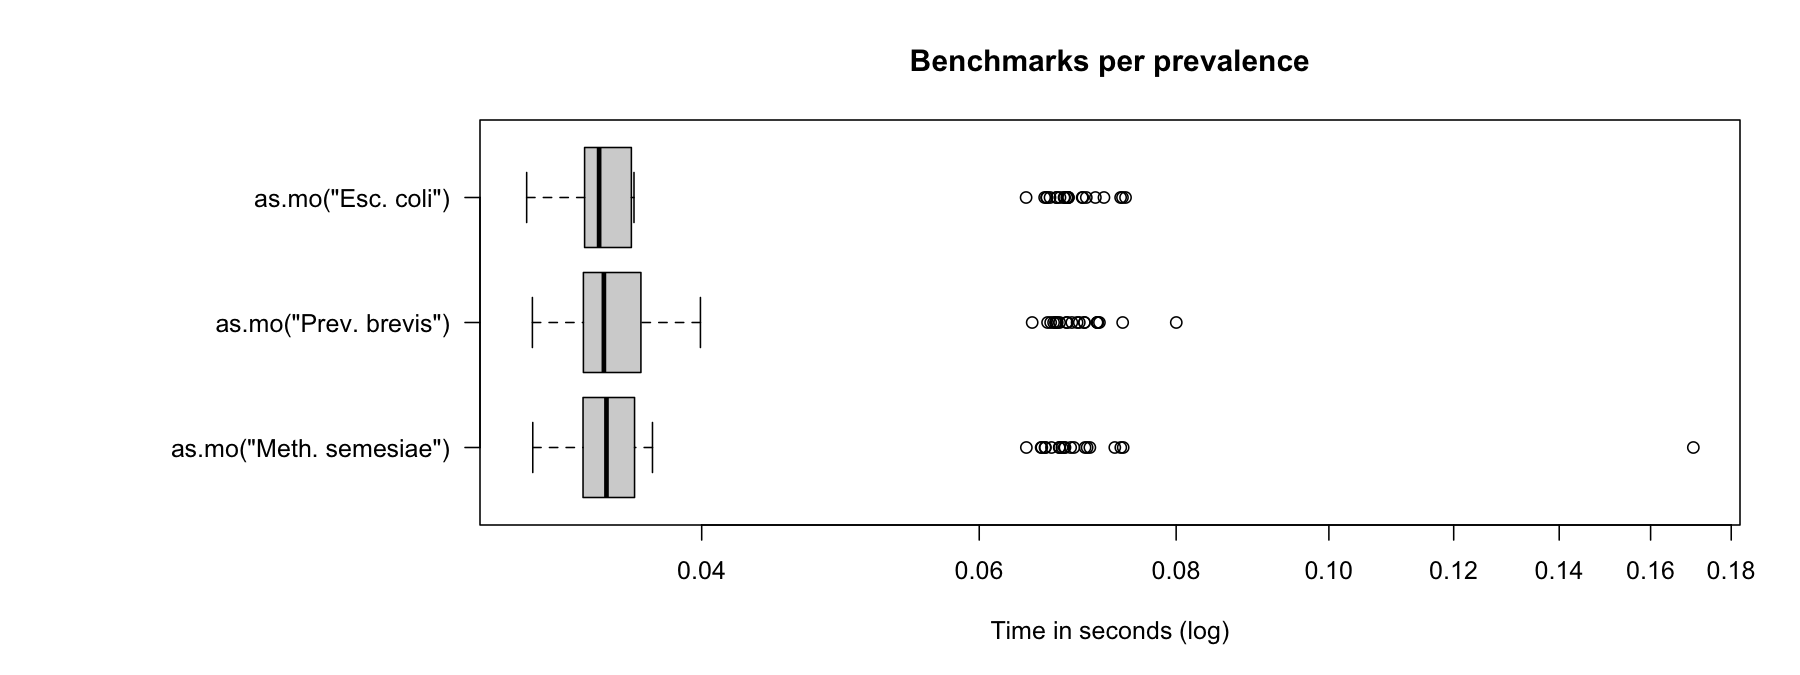 Benchmarks per prevalence
as.mo("Esc. coli")
as.mo("Prev. brevis")
as.mo("Meth. semesiae")
0.04 0.06 0.08 0.10 0.12 0.14 0.16 0.18
Time in seconds (log)